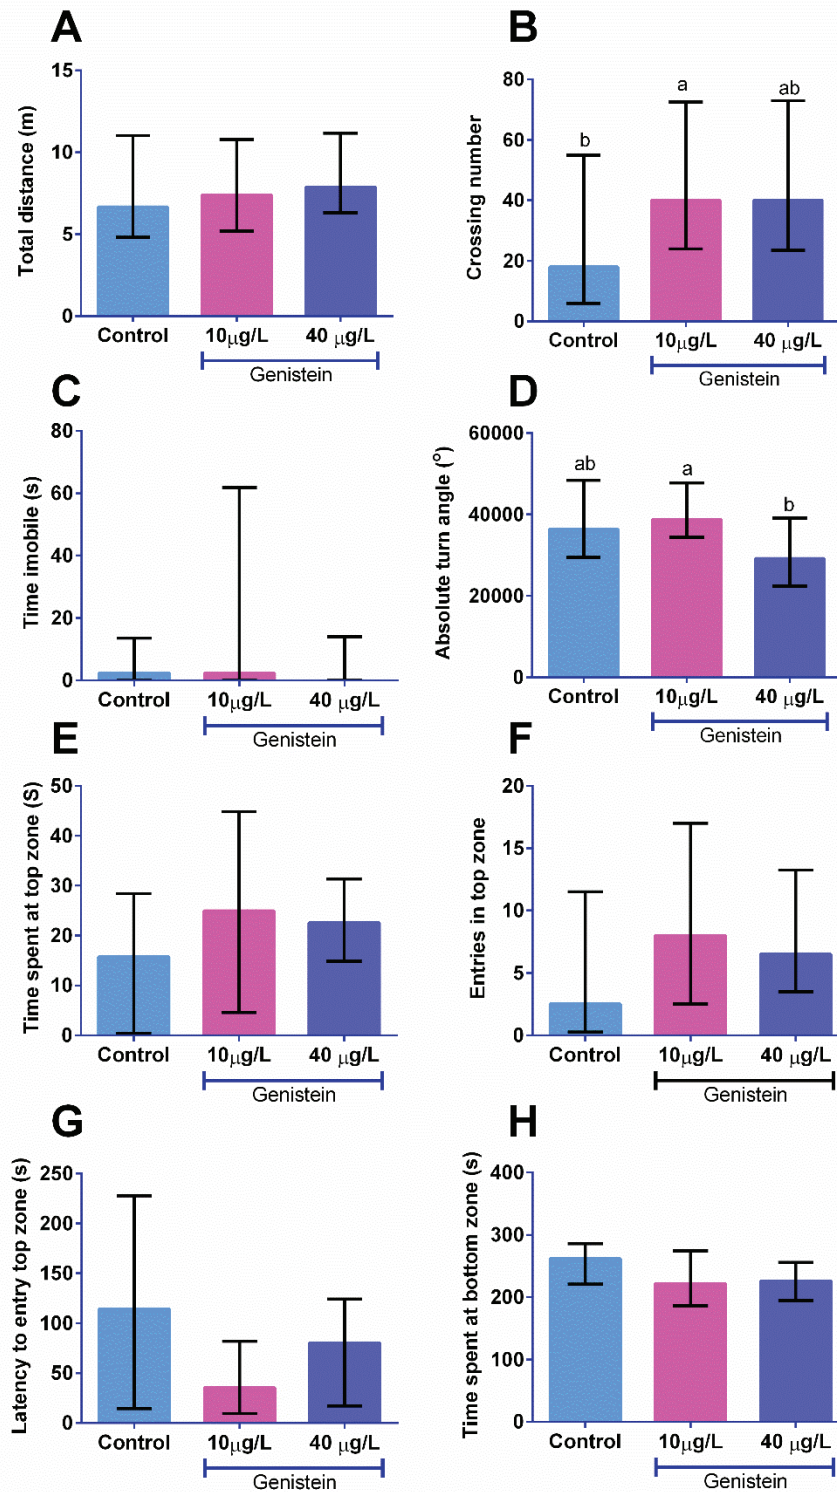 A
Total distance (m)
15
10
5
0
Control
10µg/L
40 µg/L
Genistein
B
Crossing number
80
60
40
20
0
b
a
ab
Control
10µg/L
40 µg/L
Genistein
C
Time imobile (s)
80
60
40
20
0
Control
10µg/L
40 µg/L
Genistein
D
Absolute turn angle (°)
60000
40000
20000
0
ab
a
b
Control
10µg/L
40 µg/L
Genistein
E
Time spent at top zone (S)
50
40
30
20
10
0
Control
10µg/L
40 µg/L
Genistein
F
Entries in top zone
20
15
10
5
0
Control
10µg/L
40 µg/L
Genistein
G
Latency to entry top zone (s)
250
200
150
100
50
0
Control
10µg/L
40 µg/L
Genistein
H
Time spent at bottom zone (s)
400
300
200
100
0
Control
10µg/L
40 µg/L
Genistein